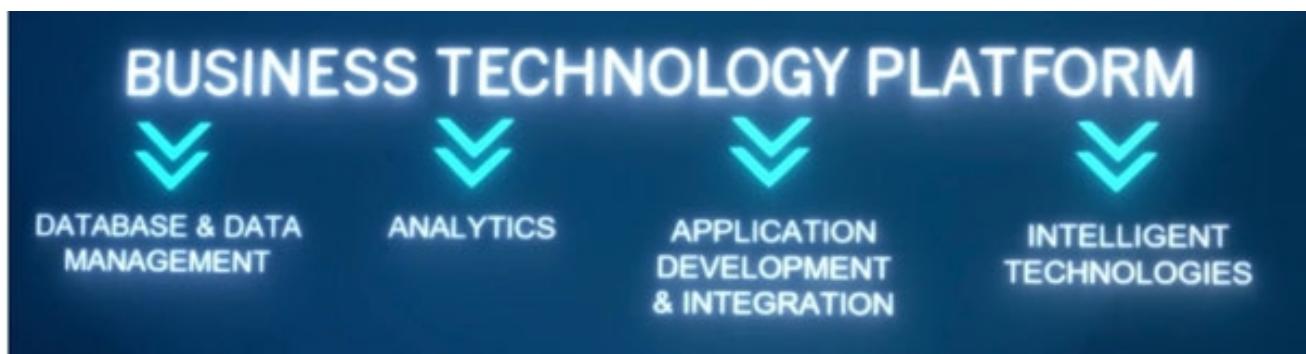 BUSINESS TECHNOLOGY PLATFORM
DATABASE & DATA
MANAGEMENT
ANALYTICS
APPLICATION
DEVELOPMENT
& INTEGRATION
INTELLIGENT
TECHNOLOGIES